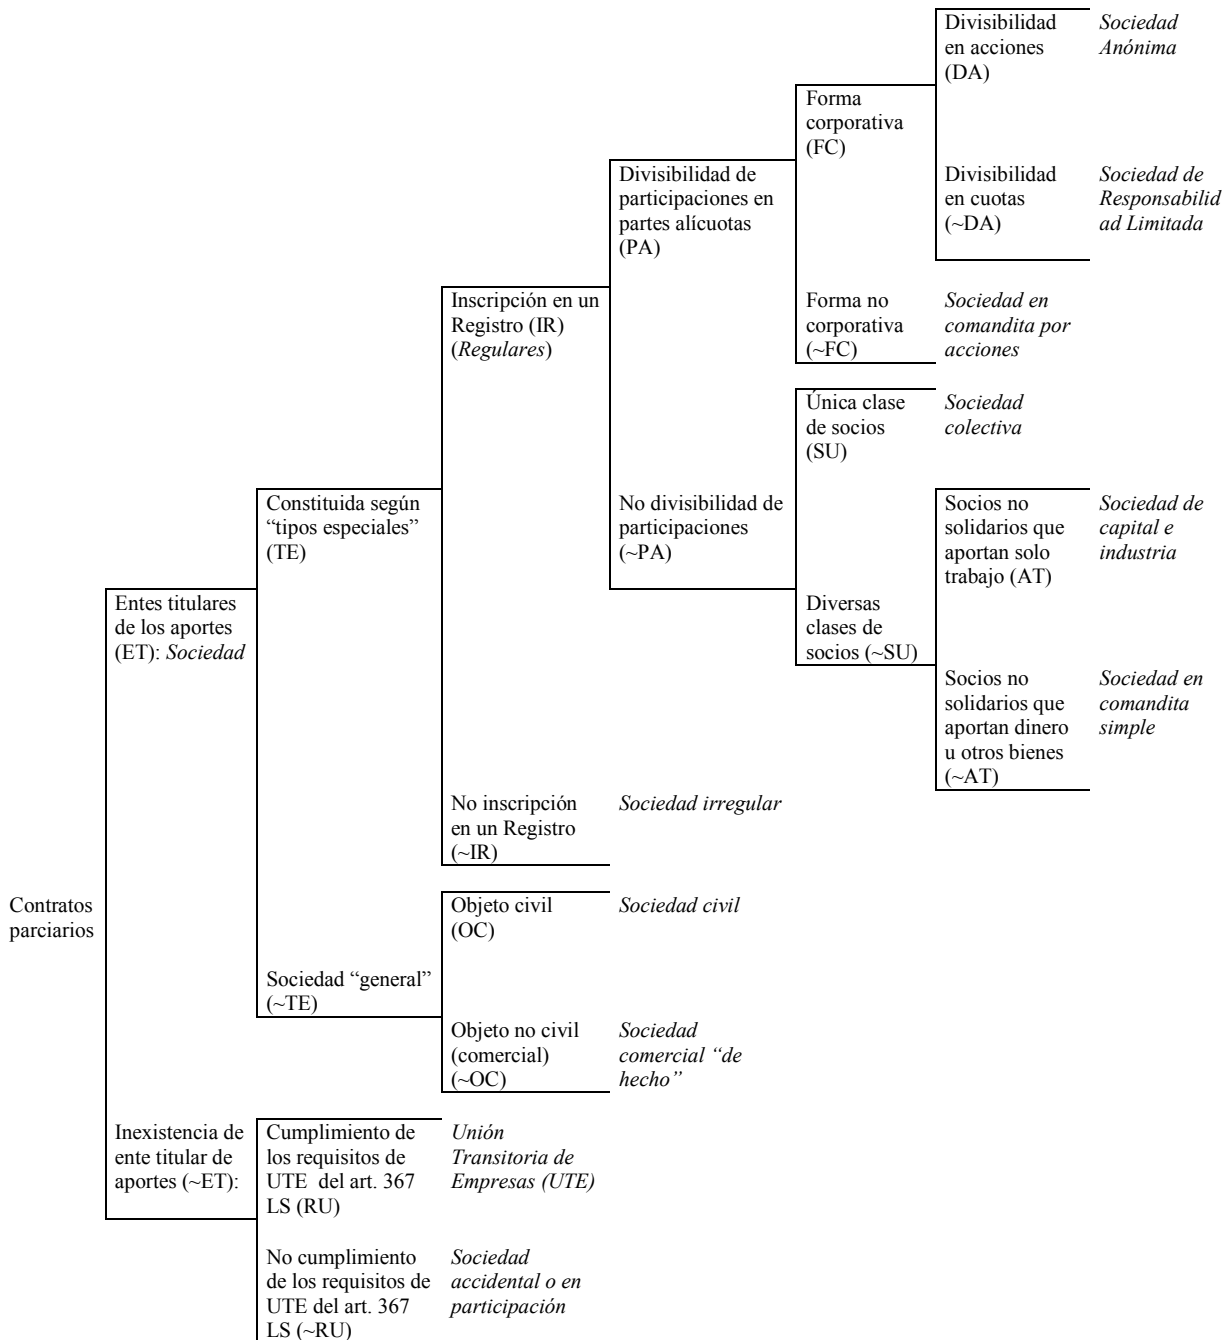 Divisibilidad
en acciones
(DA)
Sociedad
Anónima
Forma
corporativa
(FC)
Divisibilidad
en cuotas
(~DA)
Sociedad de
Responsabilid
ad Limitada
Divisibilidad de
participaciones en
partes alícuotas
(PA)
Forma no
corporativa
(~FC)
Sociedad en
comandita por
acciones
Inscripción en un
Registro (IR)
(Regulares)
Única clase
de socios
(SU)
Sociedad
colectiva
Constituida según
“tipos especiales”
(TE)
No divisibilidad de
participaciones
(~PA)
Socios no
solidarios que
aportan solo
trabajo (AT)
Sociedad de
capital e
industria
Entes titulares
de los aportes
(ET): Sociedad
Diversas
clases de
socios (~SU)
Socios no
solidarios que
aportan dinero
u otros bienes
(~AT)
Sociedad en
comandita
simple
No inscripción
en un Registro
(~IR)
Sociedad irregular
Contratos
parciarios
Objeto civil
(OC)
Sociedad civil
Sociedad “general”
(~TE)
Objeto no civil
(comercial)
(~OC)
Sociedad
comercial “de
hecho”
Inexistencia de
ente titular de
aportes (~ET):
Cumplimiento de
los requisitos de
UTE del art. 367
LS (RU)
Unión
Transitoria de
Empresas (UTE)
No cumplimiento
de los requisitos de
UTE del art. 367
LS (~RU)
Sociedad
accidental o en
participación